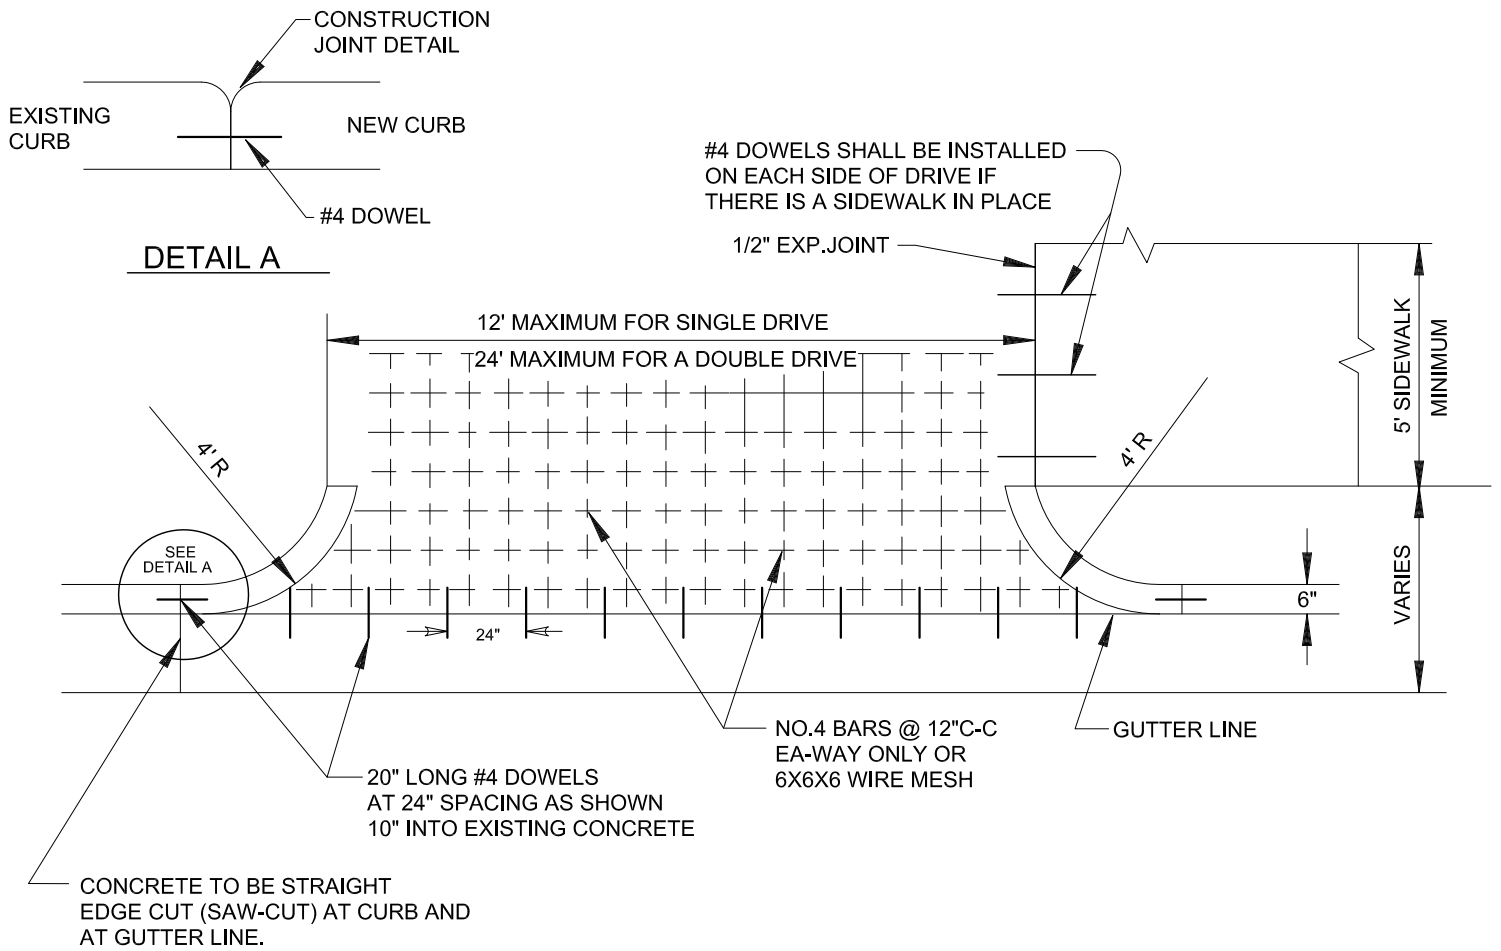 CONSTRUCTION
JOINT DETAIL
EXISTING
CURB
NEW CURB
#4 DOWEL
DETAIL A
#4 DOWELS SHALL BE INSTALLED
ON EACH SIDE OF DRIVE IF
THERE IS A SIDEWALK IN PLACE
1/2" EXP.JOINT
12' MAXIMUM FOR SINGLE DRIVE
24' MAXIMUM FOR A DOUBLE DRIVE
5' SIDEWALK
MINIMUM
4' R
4' R
SEE
DETAIL A
VARIES
6"
24"
NO.4 BARS @ 12"C-C
EA-WAY ONLY OR
6X6X6 WIRE MESH
GUTTER LINE
20" LONG #4 DOWELS
AT 24" SPACING AS SHOWN
10" INTO EXISTING CONCRETE
CONCRETE TO BE STRAIGHT
EDGE CUT (SAW-CUT) AT CURB AND
AT GUTTER LINE.